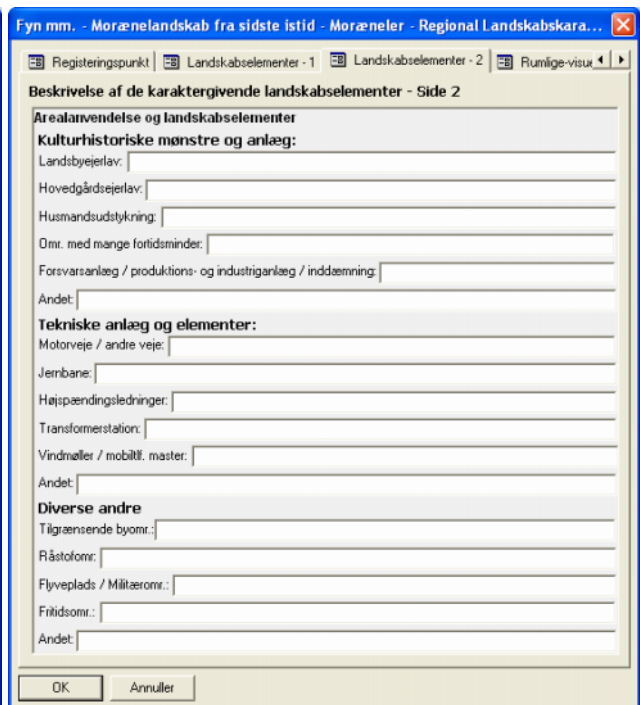 Fyn mm. - Morænelandskab fra sidste istid - Moræneler - Regional Landskabskara...
Registeringspunkt Landskabselementer - 1 Landskabselementer - 2 Rumlige-visue
Beskrivelse af de karaktergivende landskabselementer - Side 2
Arealanvendelse og landskabselementer
Kulturhistoriske mønstre og anlæg:
Landsbyejerlav:
Hovedgårdsejerlav:
Husmandsudstykning:
Omr. med mange fortidsminder:
Forsvarsanlæg / produktions- og industriganlæg / inddæmning:
Andet:
Tekniske anlæg og elementer:
Motorveje / andre veje:
Jernbane:
Højspændingsledninger:
Transformerstation:
Vindmøller / mobiltlf. master:
Andet:
Diverse andre
Tilgrænsende byomr.:
Råstofomr:
Flyveplads / Militæromr.:
Fritidsomr.:
Andet:
OK Annuller